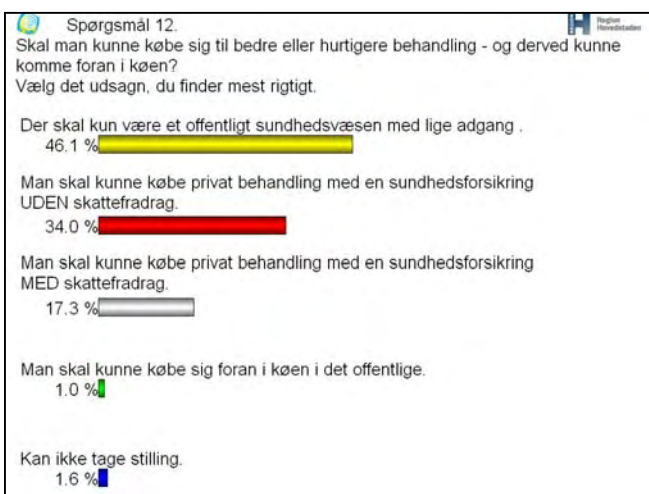 Spørgsmål 12.
Region
Hovedstaden
Skal man kunne købe sig til bedre eller hurtigere behandling - og derved kunne
komme foran i køen?
Vælg det udsagn, du finder mest rigtigt.
Der skal kun være et offentligt sundhedsvæsen med lige adgang .
46.1 %
Man skal kunne købe privat behandling med en sundhedsforsikring
UDEN skattefradrag.
34.0 %
Man skal kunne købe privat behandling med en sundhedsforsikring
MED skattefradrag.
17.3 %
Man skal kunne købe sig foran i køen i det offentlige.
1.0 %
Kan ikke tage stilling.
1.6 %